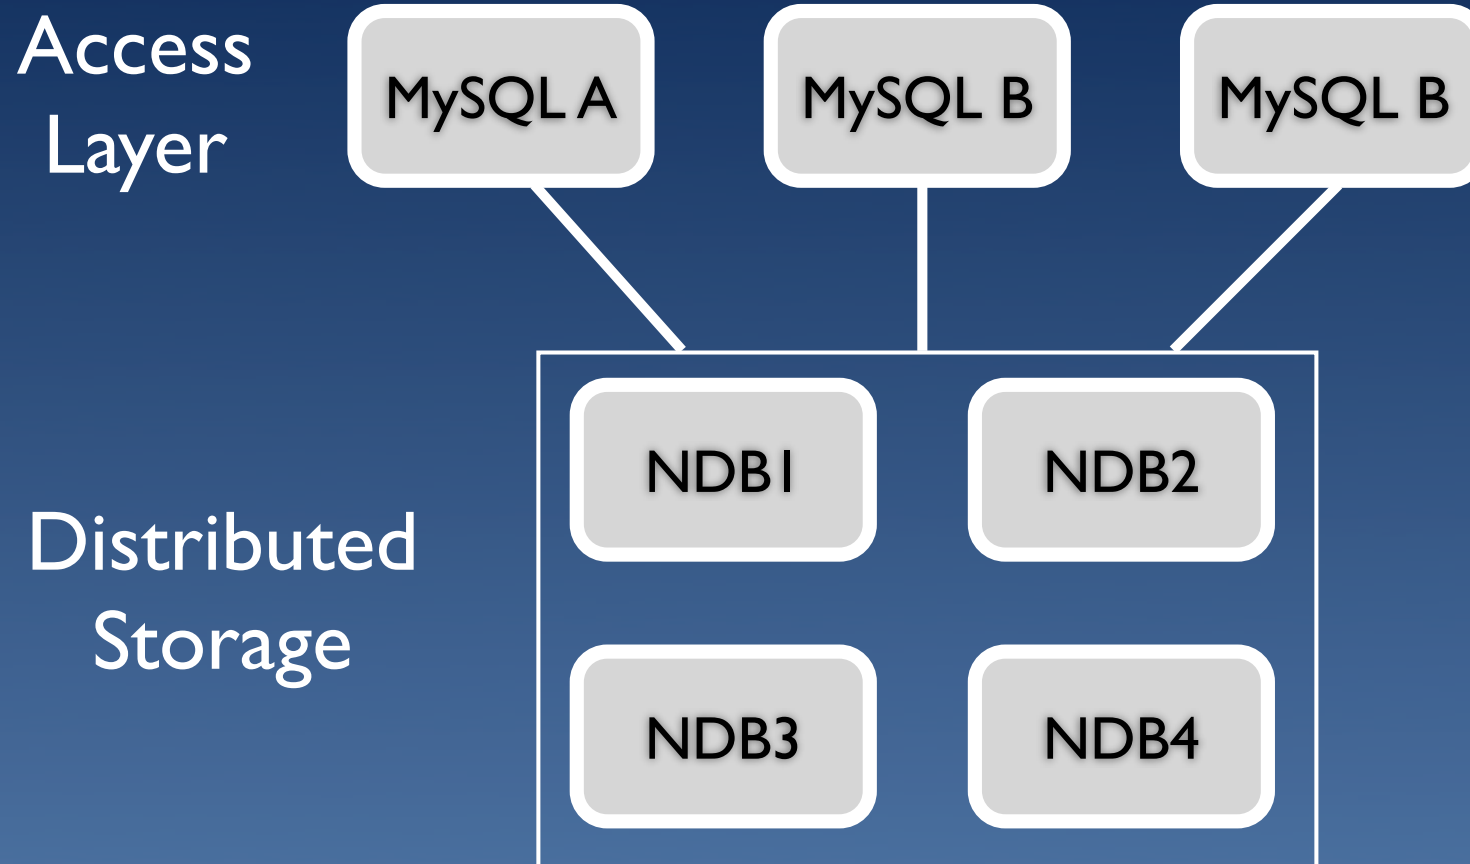 Access
Layer
MySQL A
MySQL B
MySQL B
NDB1
NDB2
Distributed
Storage
NDB3
NDB4